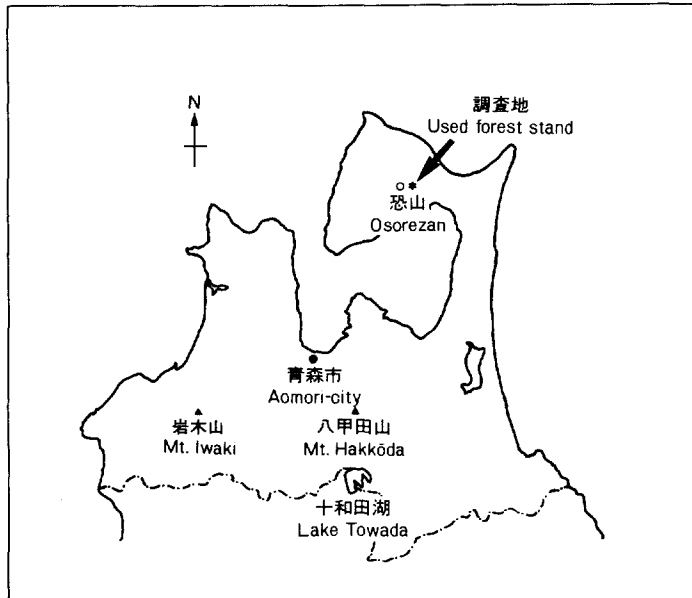 N
調査地
Used forest stand
恐山
Osorezan
青森市
Aomori-city
岩木山
Mt. Iwaki
八甲田山
Mt. Hakkōda
十和田湖
Lake Towada